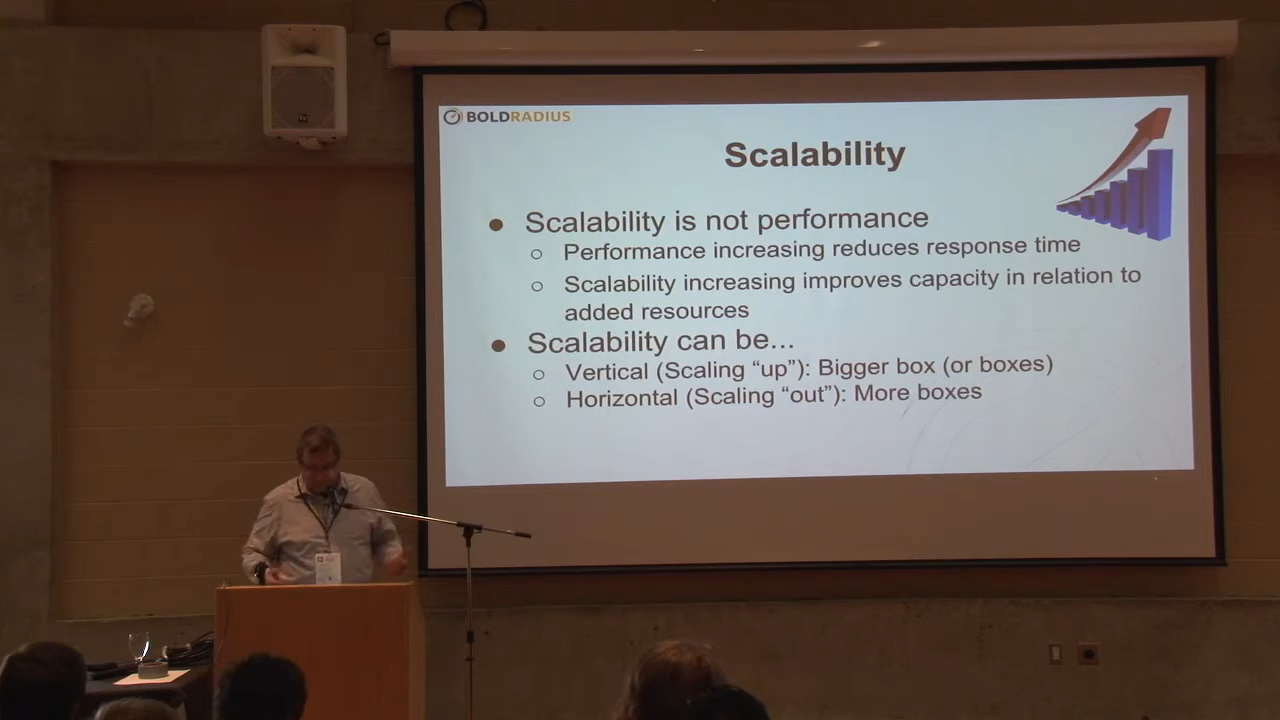 BOLDRADIUS
Scalability
● Scalability is not performance
○ Performance increasing reduces response time
○ Scalability increasing improves capacity in relation to
added resources
● Scalability can be...
○ Vertical (Scaling “up”): Bigger box (or boxes)
○ Horizontal (Scaling “out”): More boxes